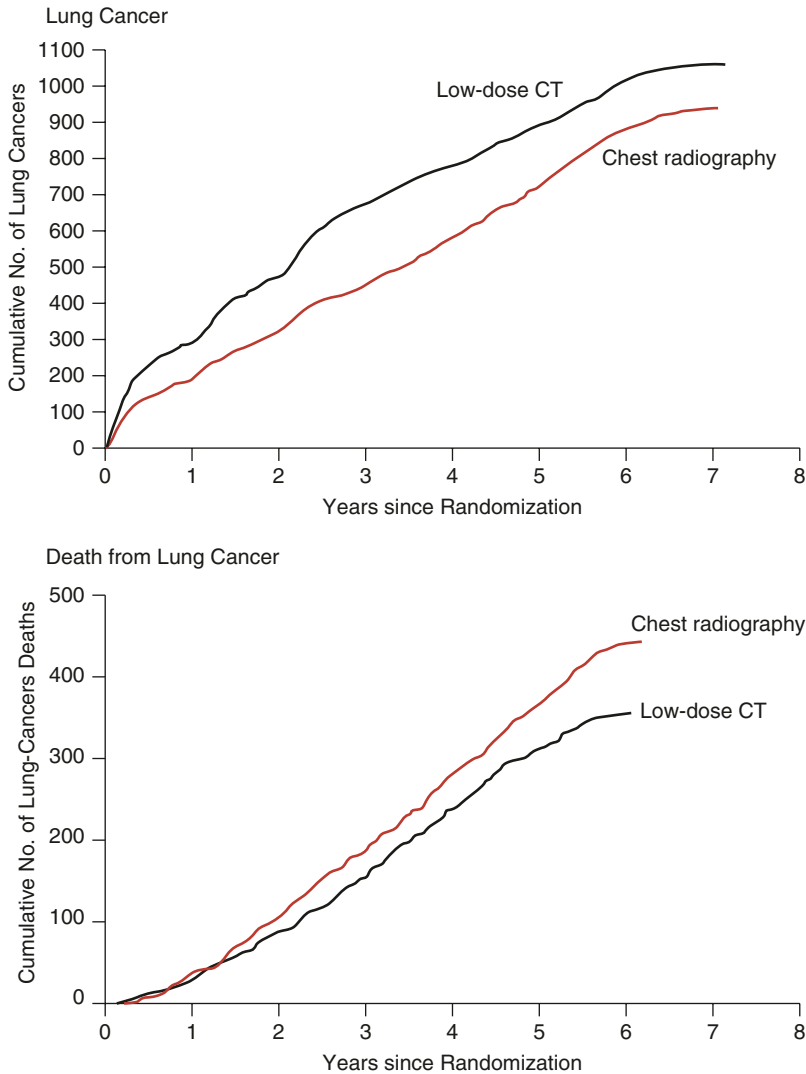 Lung Cancer
1100
1000
900
800
700
600
500
400
300
200
100
0
Cumulative No. of Lung Cancers
Low-dose CT
Chest radiography
0 1 2 3 4 5 6 7 8
Years since Randomization
Death from Lung Cancer
500
400
300
200
100
0
Cumulative No. of Lung-Cancers Deaths
Chest radiography
Low-dose CT
0 1 2 3 4 5 6 7 8
Years since Randomization